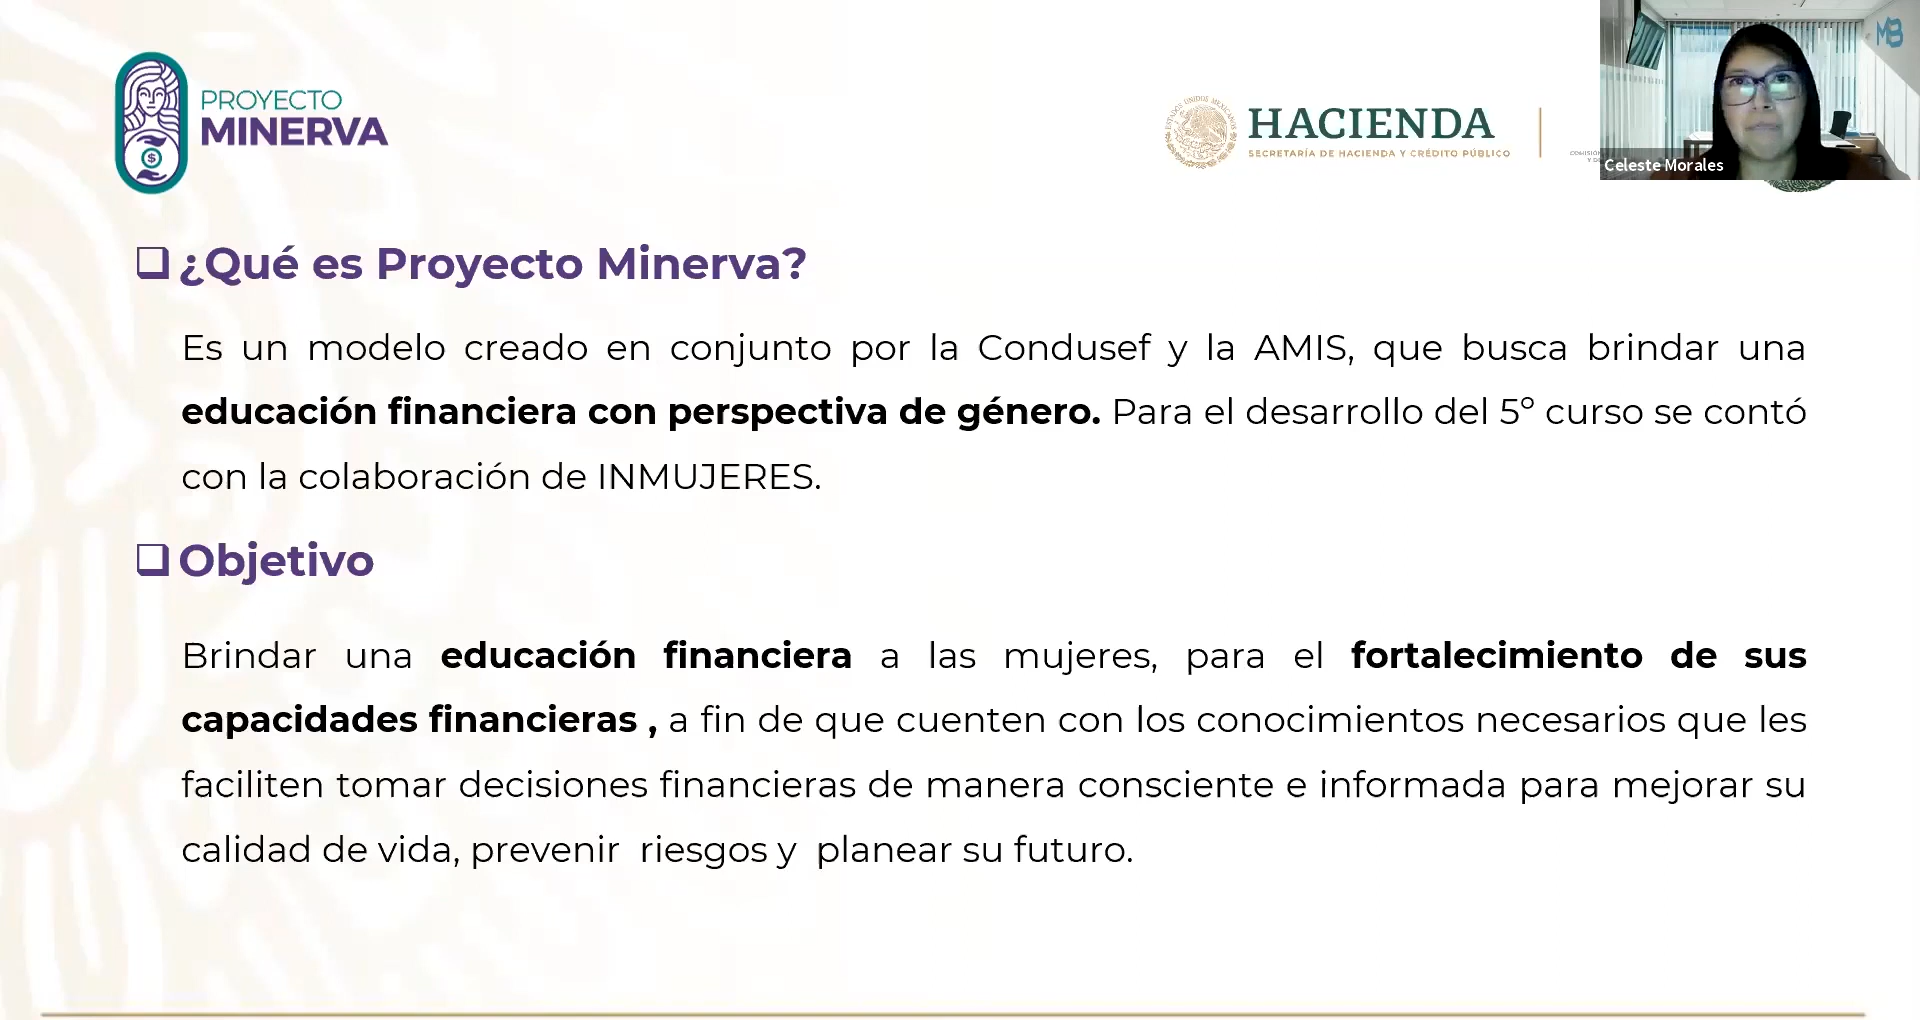 PROYECTO
MINERVA
HACIENDA
SECRETARÍA DE HACIENDA Y CRÉDITO PÚBLICO
Celeste Morales
¿Qué es Proyecto Minerva?
Es un modelo creado en conjunto por la Condusef y la AMIS, que busca brindar una
educación financiera con perspectiva de género. Para el desarrollo del 5º curso se contó
con la colaboración de INMUJERES.
Objetivo
Brindar una educación financiera a las mujeres, para el fortalecimiento de sus
capacidades financieras , a fin de que cuenten con los conocimientos necesarios que les
faciliten tomar decisiones financieras de manera consciente e informada para mejorar su
calidad de vida, prevenir riesgos y planear su futuro.